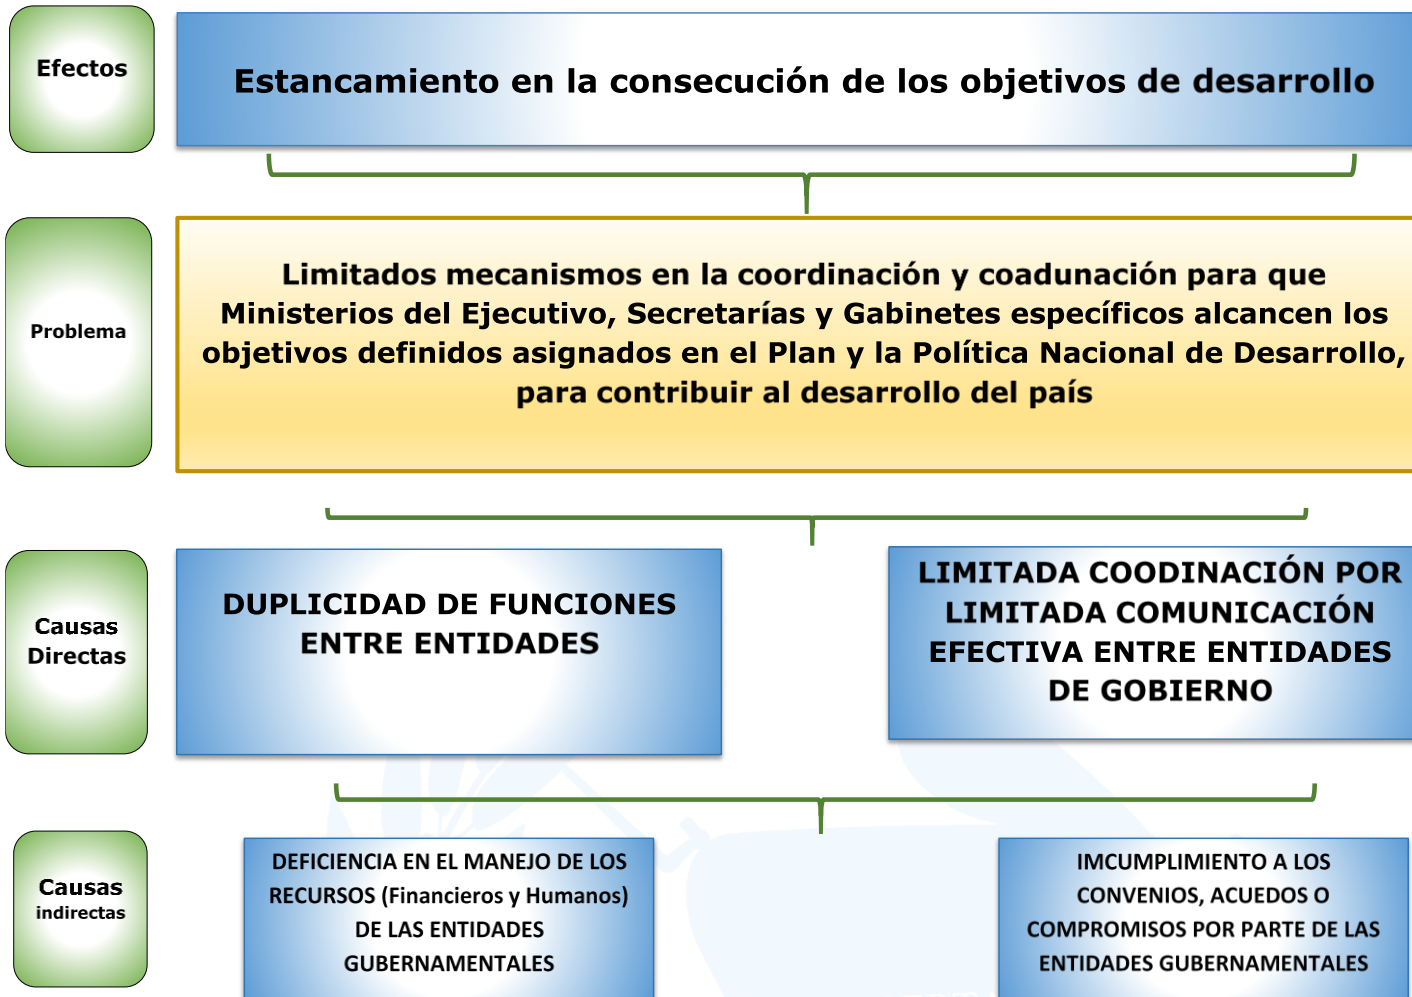 Efectos
Estancamiento en la consecución de los objetivos de desarrollo
Problema
Limitados mecanismos en la coordinación y coadunación para que
Ministerios del Ejecutivo, Secretarías y Gabinetes específicos alcancen los
objetivos definidos asignados en el Plan y la Política Nacional de Desarrollo,
para contribuir al desarrollo del país
Causas
Directas
DUPLICIDAD DE FUNCIONES
ENTRE ENTIDADES
LIMITADA COODINACIÓN POR
LIMITADA COMUNICACIÓN
EFECTIVA ENTRE ENTIDADES
DE GOBIERNO
Causas
indirectas
DEFICIENCIA EN EL MANEJO DE LOS
RECURSOS (Financieros y Humanos)
DE LAS ENTIDADES
GUBERNAMENTALES
IMCUMPLIMIENTO A LOS
CONVENIOS, ACUEDOS O
COMPROMISOS POR PARTE DE LAS
ENTIDADES GUBERNAMENTALES